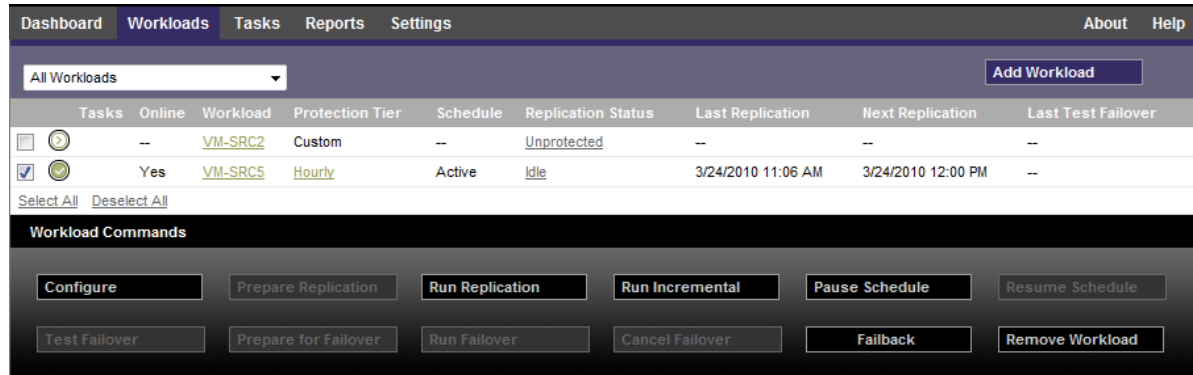 Dashboard Workloads Tasks Reports Settings About Help
All Workloads Add Workload
Tasks Online Workload Protection Tier Schedule Replication Status Last Replication Next Replication Last Test Failover
-- VM-SRC2 Custom -- Unprotected -- -- --
Yes VM-SRC5 Hourly Active Idle 3/24/2010 11:06 AM 3/24/2010 12:00 PM --
Select All Deselect All
Workload Commands
Configure Prepare Replication Run Replication Run Incremental Pause Schedule Resume Schedule
Test Failover Prepare for Failover Run Failover Cancel Failover Failback Remove Workload